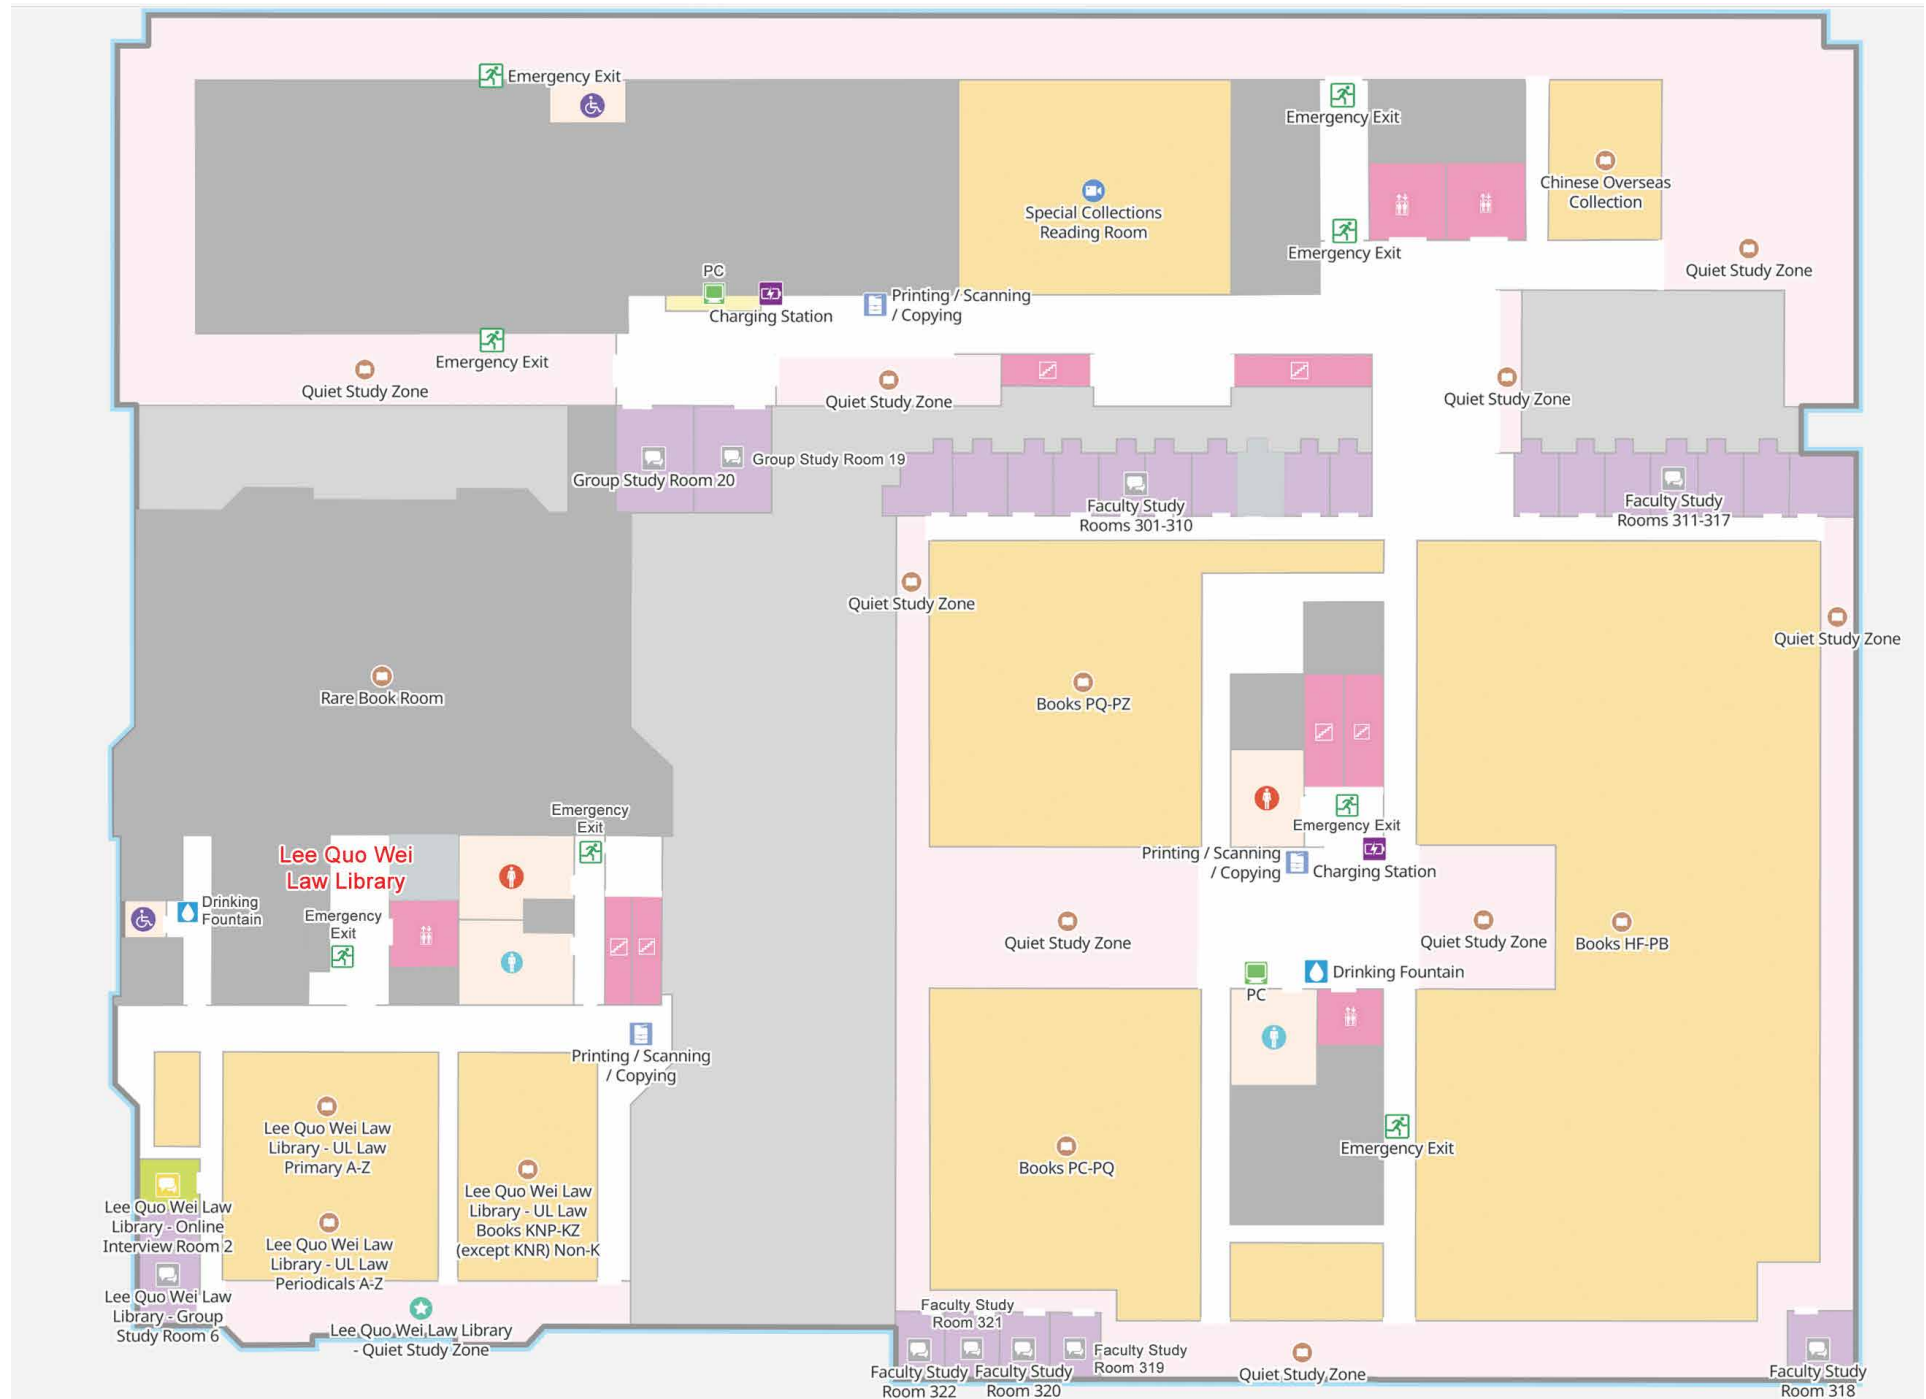 Emergency Exit
Emergency Exit
Chinese Overseas
Collection
Special Collections
Reading Room
Emergency Exit
Quiet Study Zone
PC
Charging Station
Printing / Scanning
/ Copying
Emergency Exit
Quiet Study Zone
Quiet Study Zone
Quiet Study Zone
Group Study Room 19
Group Study Room 20
Faculty Study
Rooms 301-310
Faculty Study
Rooms 311-317
Quiet Study Zone
Quiet Study Zone
Rare Book Room
Books PQ-PZ
Emergency
Exit
Emergency Exit
Lee Quo Wei
Law Library
Printing / Scanning
/ Copying
Charging Station
Drinking
Fountain
Emergency
Exit
Quiet Study Zone
Quiet Study Zone
Books HF-PB
PC
Drinking Fountain
Printing / Scanning
/ Copying
Lee Quo Wei Law
Library - UL Law
Primary A-Z
Books PC-PQ
Emergency Exit
Lee Quo Wei Law
Library - Online
Interview Room 2
Lee Quo Wei Law
Library - UL Law
Periodicals A-Z
Lee Quo Wei Law
Library - UL Law
Books KNP-KZ
(except KNR) Non-K
Lee Quo Wei Law
Library - Group
Study Room 6
Lee Quo Wei Law Library
- Quiet Study Zone
Faculty Study
Room 321
Faculty Study
Room 319
Faculty Study
Room 322
Faculty Study
Room 320
Quiet Study Zone
Faculty Study
Room 318